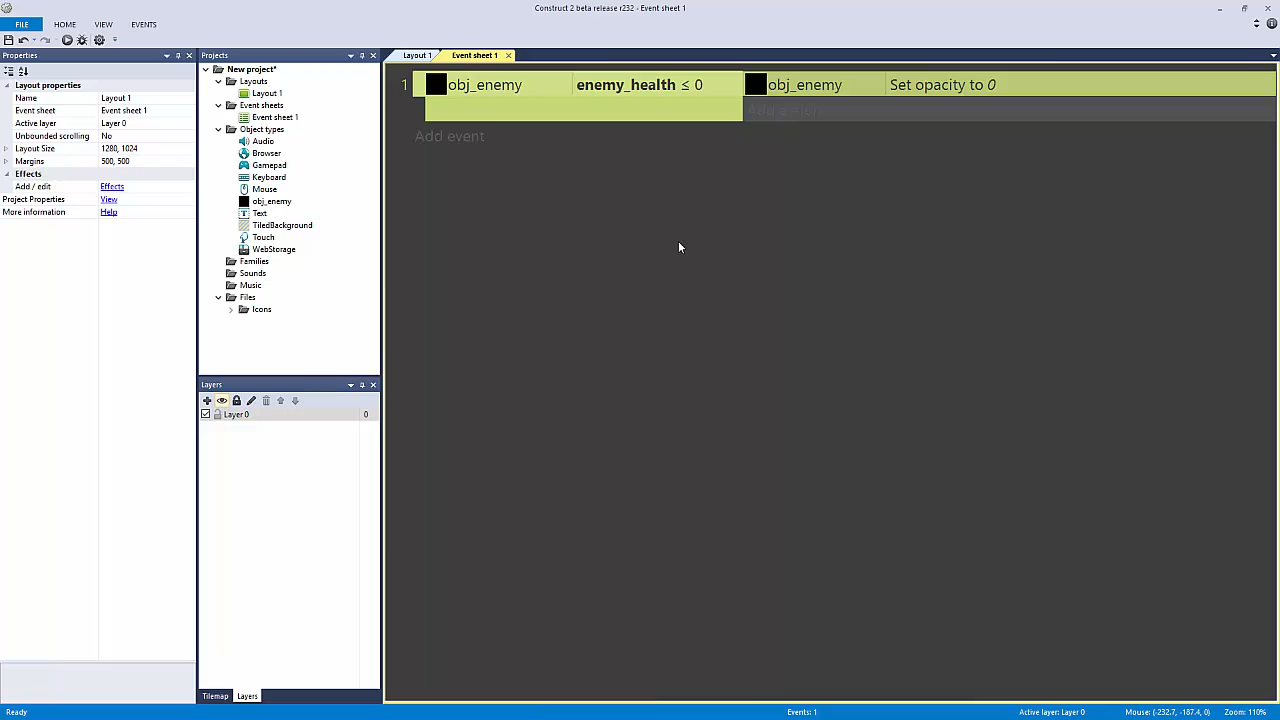 Construct 2 beta release r232 - Event sheet 1
FILE HOME VIEW EVENTS
Properties
Layout properties
Name Layout 1
Event sheet Event sheet 1
Active layer Layer 0
Unbounded scrolling No
Layout Size 1280, 1024
Margins 500, 500
Effects
Add / edit Effects
Project Properties View
More information Help
Projects
New project*
Layouts
Layout 1
Event sheets
Event sheet 1
Object types
Audio
Browser
Gamepad
Keyboard
Mouse
obj_enemy
Text
TiledBackground
Touch
WebStorage
Families
Sounds
Music
Files
Icons
Layers
Layer 0 0
Tilemap Layers
Layout 1 Event sheet 1
1 obj_enemy enemy_health ≤ 0 obj_enemy Set opacity to 0
Add event
Ready Events: 1 Active layer: Layer 0 Mouse: (-232.7, -187.4, 0) Zoom: 110%